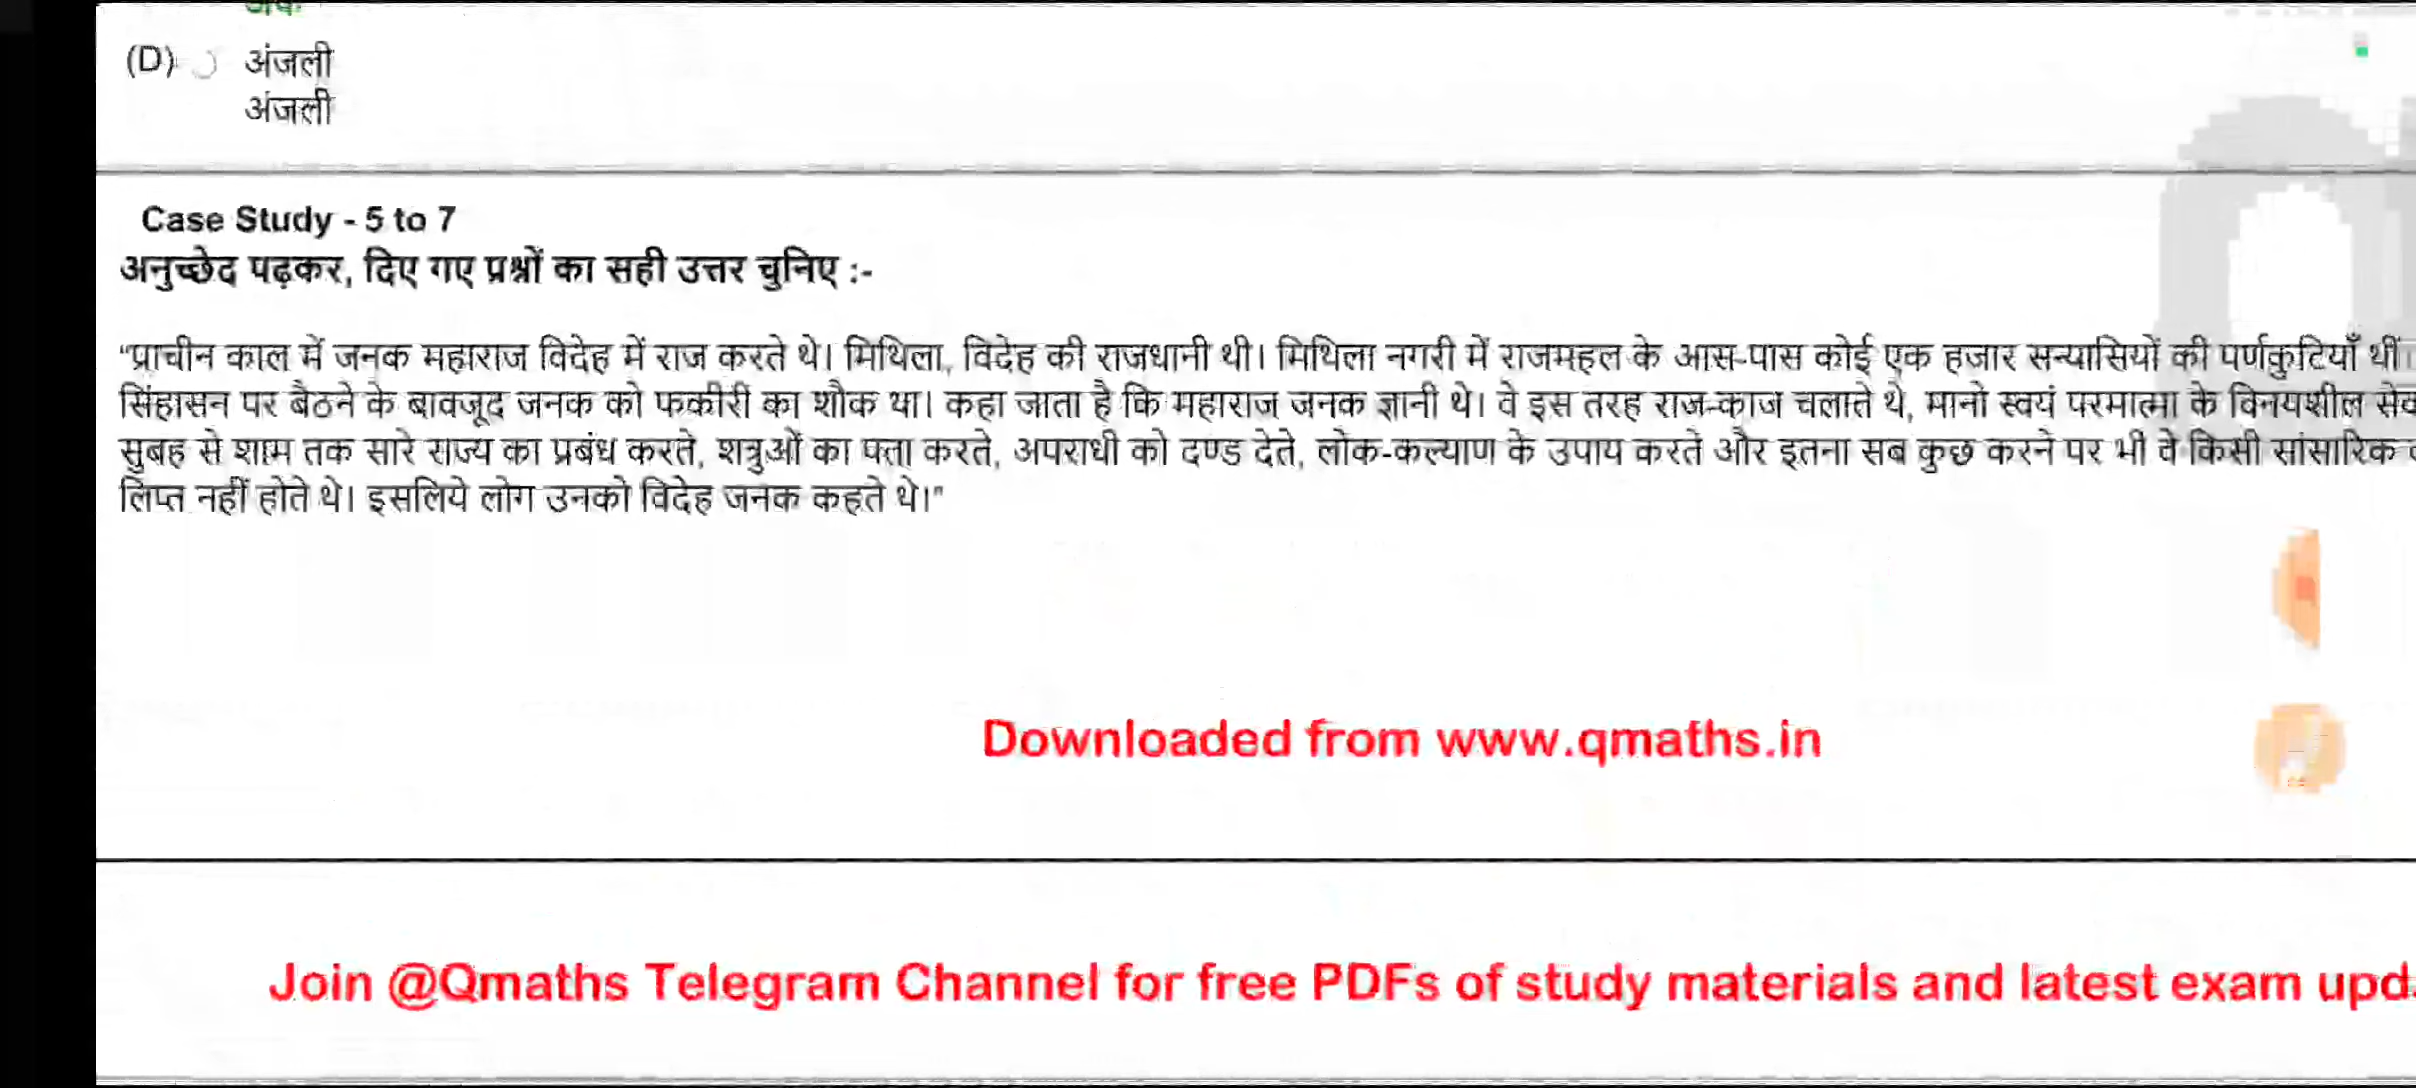 (D) अंजली
अंजली
Case Study - 5 to 7
अनुच्छेद पढ़कर, दिए गए प्रश्नों का सही उत्तर चुनिए :-
"प्राचीन काल में जनक महाराज विदेह में राज करते थे। मिथिला, विदेह की राजधानी थी। मिथिला नगरी में राजमहल के आस-पास कोई एक हजार सन्यासियों की पर्णकुटियाँ थीं।
सिंहासन पर बैठने के बावजूद जनक को फकीरी का शौक था। कहा जाता है कि महाराज जनक ज्ञानी थे। वे इस तरह राज-काज चलाते थे, मानो स्वयं परमात्मा के विनयशील
सुबह से शाम तक सारे राज्य का प्रबंध करते, शत्रुओं का पता करते, अपराधी को दण्ड देते, लोक-कल्याण के उपाय करते और इतना सब कुछ करने पर भी वे किसी सांसारिक
लिप्त नहीं होते थे। इसलिये लोग उनको विदेह जनक कहते थे।"
Downloaded from www.qmaths.in
Join @Qmaths Telegram Channel for free PDFs of study materials and latest exam upd